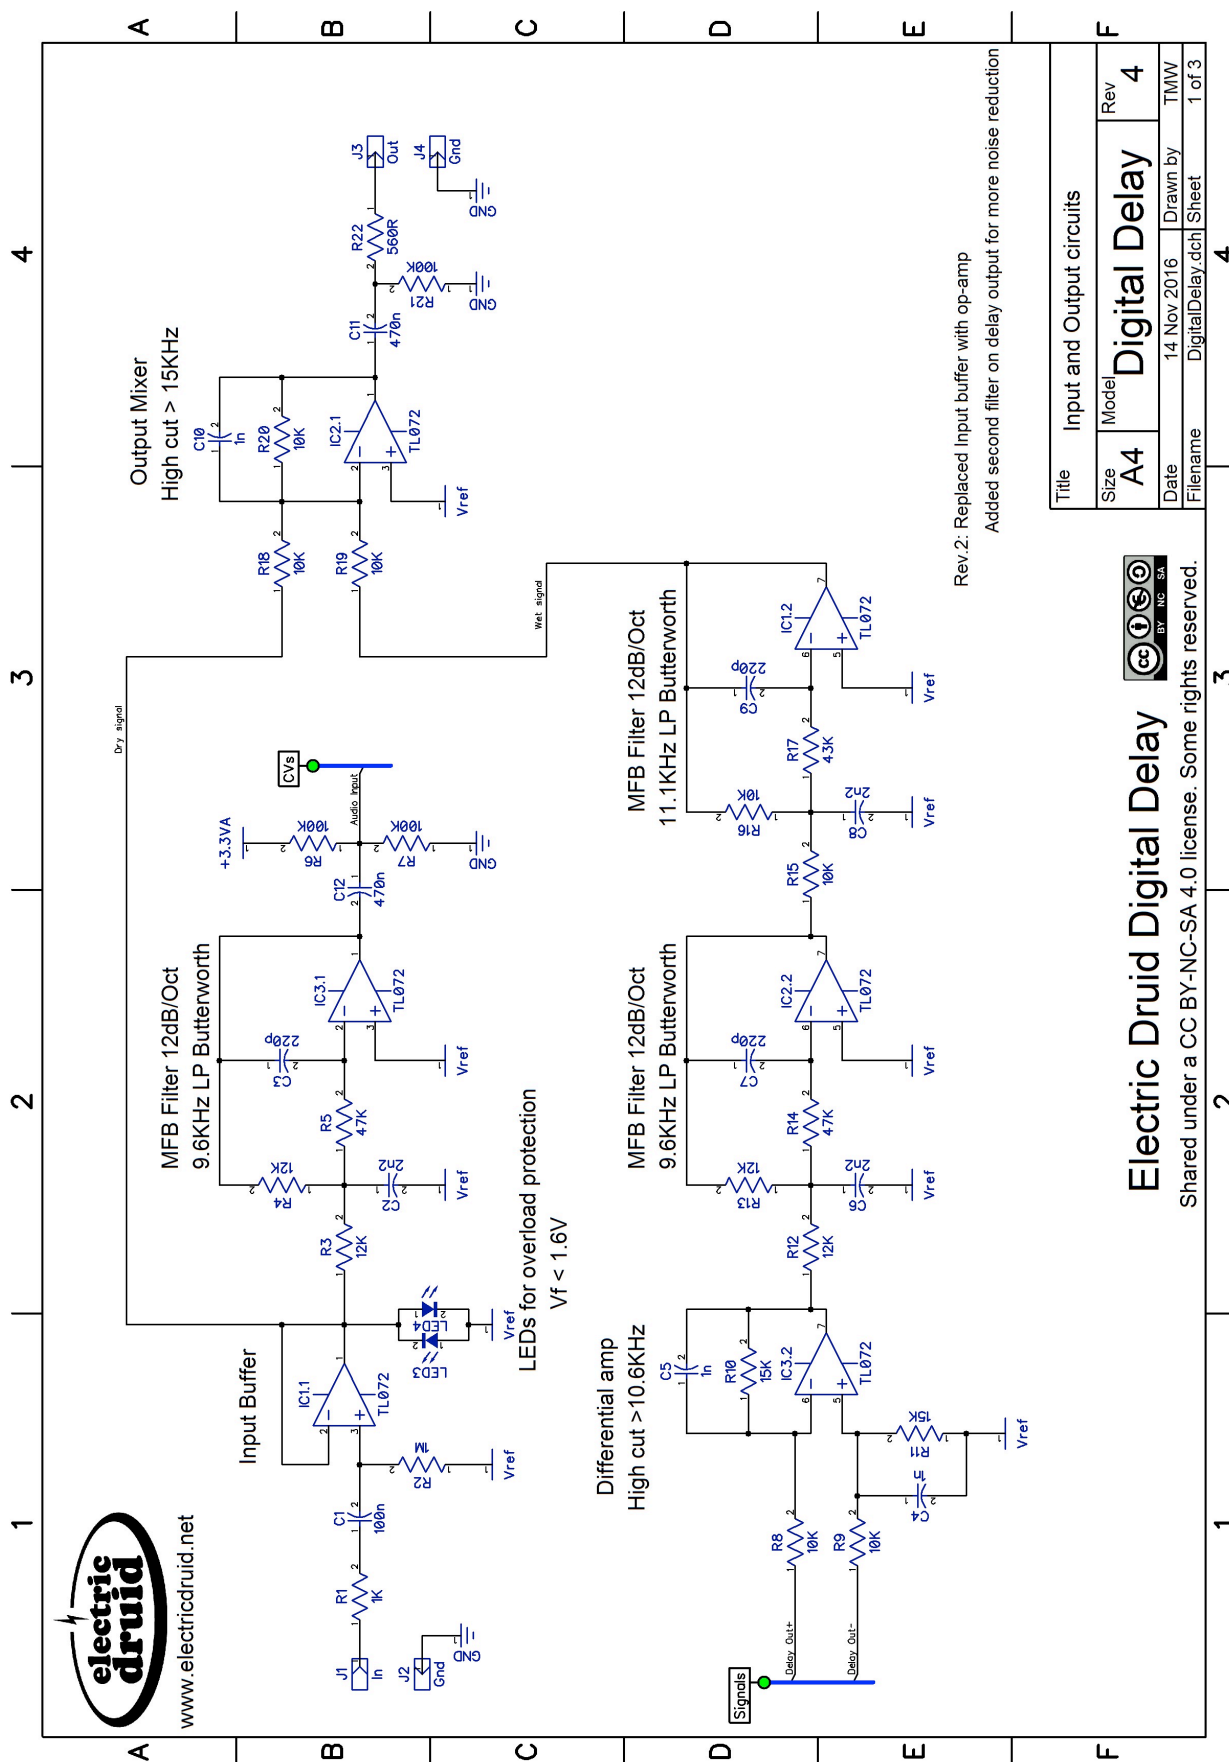 1
2
3
4
A
B
C
D
E
F
electric
druid
www.electricdruid.net
Input Buffer
J1
In
J2
Gnd
GND
R1
1K
C1
100n
R2
1M
Vref
IC1.1
TL072
LED3
LED4
Vref
LEDs for overload protection
Vf < 1.6V
Dry signal
MFB Filter 12dB/Oct
9.6KHz LP Butterworth
R3
12K
R4
12K
C2
2n2
Vref
R5
47K
C3
220p
IC3.1
TL072
Vref
C12
470n
+3.3VA
R6
100K
R7
100K
GND
Audio Input
CVs
Output Mixer
High cut > 15KHz
R18
10K
R19
10K
C10
1n
R20
10K
IC2.1
TL072
Vref
C11
470n
R21
100K
GND
R22
560R
J3
Out
J4
Gnd
GND
Differential amp
High cut >10.6KHz
Signals
Delay Out+
Delay Out-
R8
10K
R9
10K
C4
1n
R11
15K
Vref
C5
1n
R10
15K
IC3.2
TL072
MFB Filter 12dB/Oct
9.6KHz LP Butterworth
R12
12K
R13
12K
C6
2n2
Vref
R14
47K
C7
220p
IC2.2
TL072
Vref
MFB Filter 12dB/Oct
11.1KHz LP Butterworth
R15
10K
R16
10K
C8
2n2
Vref
R17
43K
C9
220p
IC1.2
TL072
Vref
Wet signal
Rev.2: Replaced Input buffer with op-amp
Added second filter on delay output for more noise reduction
Electric Druid Digital Delay
cc
BY NC SA
Shared under a CC BY-NC-SA 4.0 license. Some rights reserved.
Title
Input and Output circuits
Size
A4
Model
Digital Delay
Rev
4
Date
14 Nov 2016
Drawn by
TMW
Filename
DigitalDelay.dch
Sheet
1 of 3
A
B
C
D
E
F
1
2
3
4